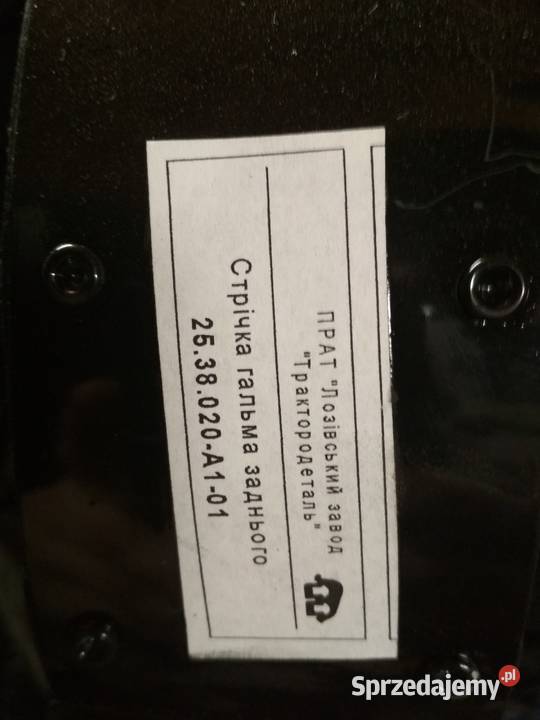 ПРАТ "Лозівський завод
"Трактородеталь"
Стрічка гальма заднього
25.38.020-А1-01
Sprzedajemy.pl